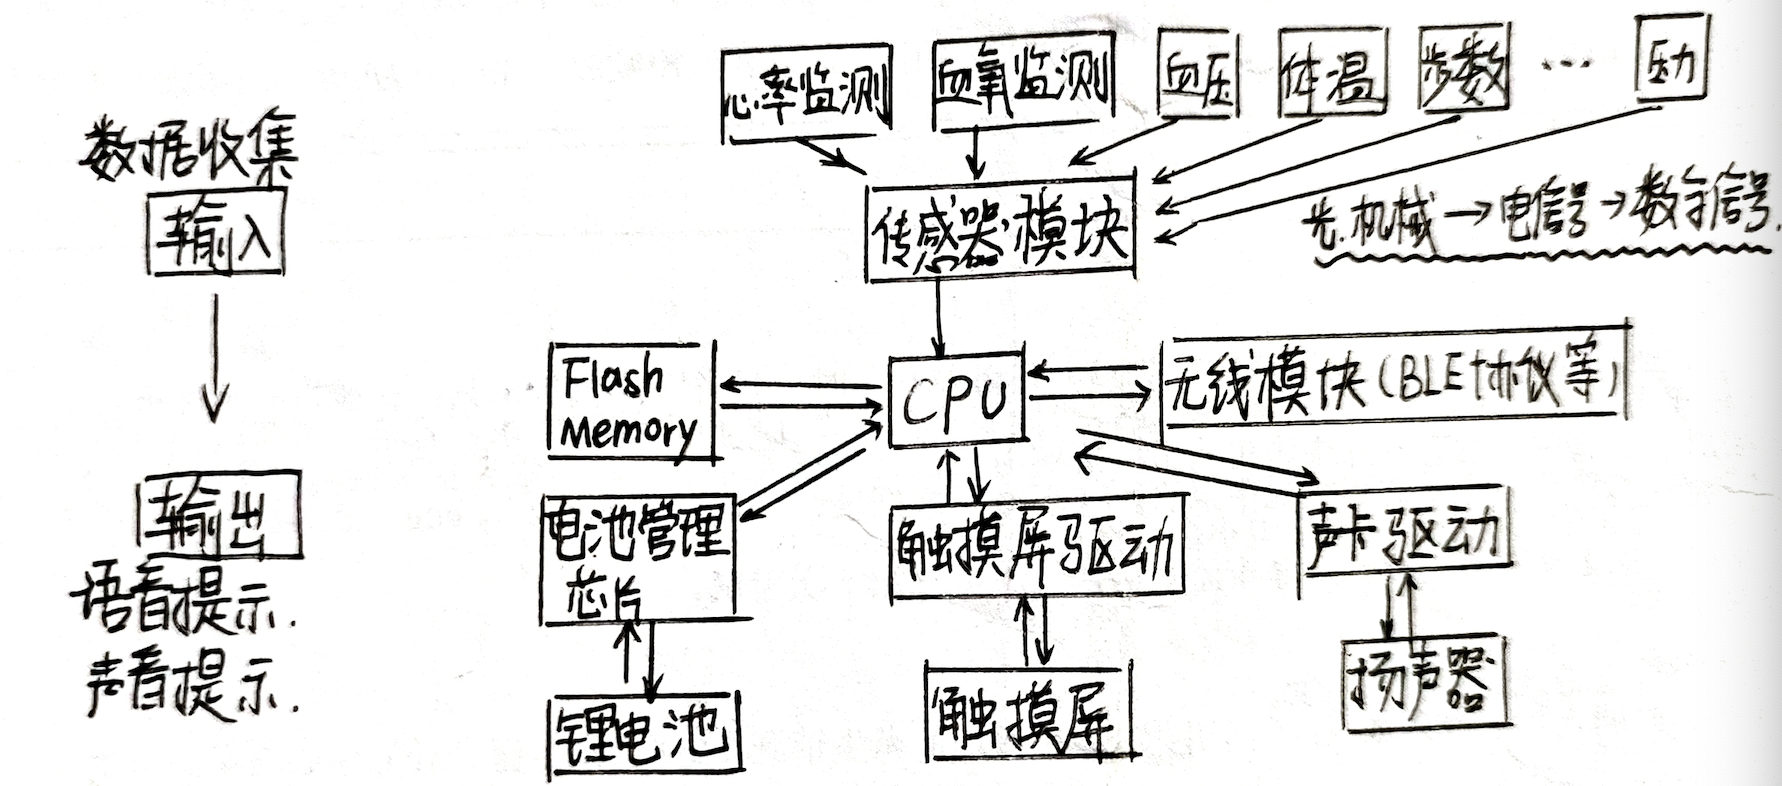 心率监测
血氧监测
血压
体温
步数
...
压力
数据收集
输入
传感器模块
光.机械→电信号→数字信号.
Flash
Memory
CPU
无线模块(BLE协议等)
输出
语音提示.
声音提示.
电池管理
芯片
触摸屏驱动
声卡驱动
锂电池
触摸屏
扬声器